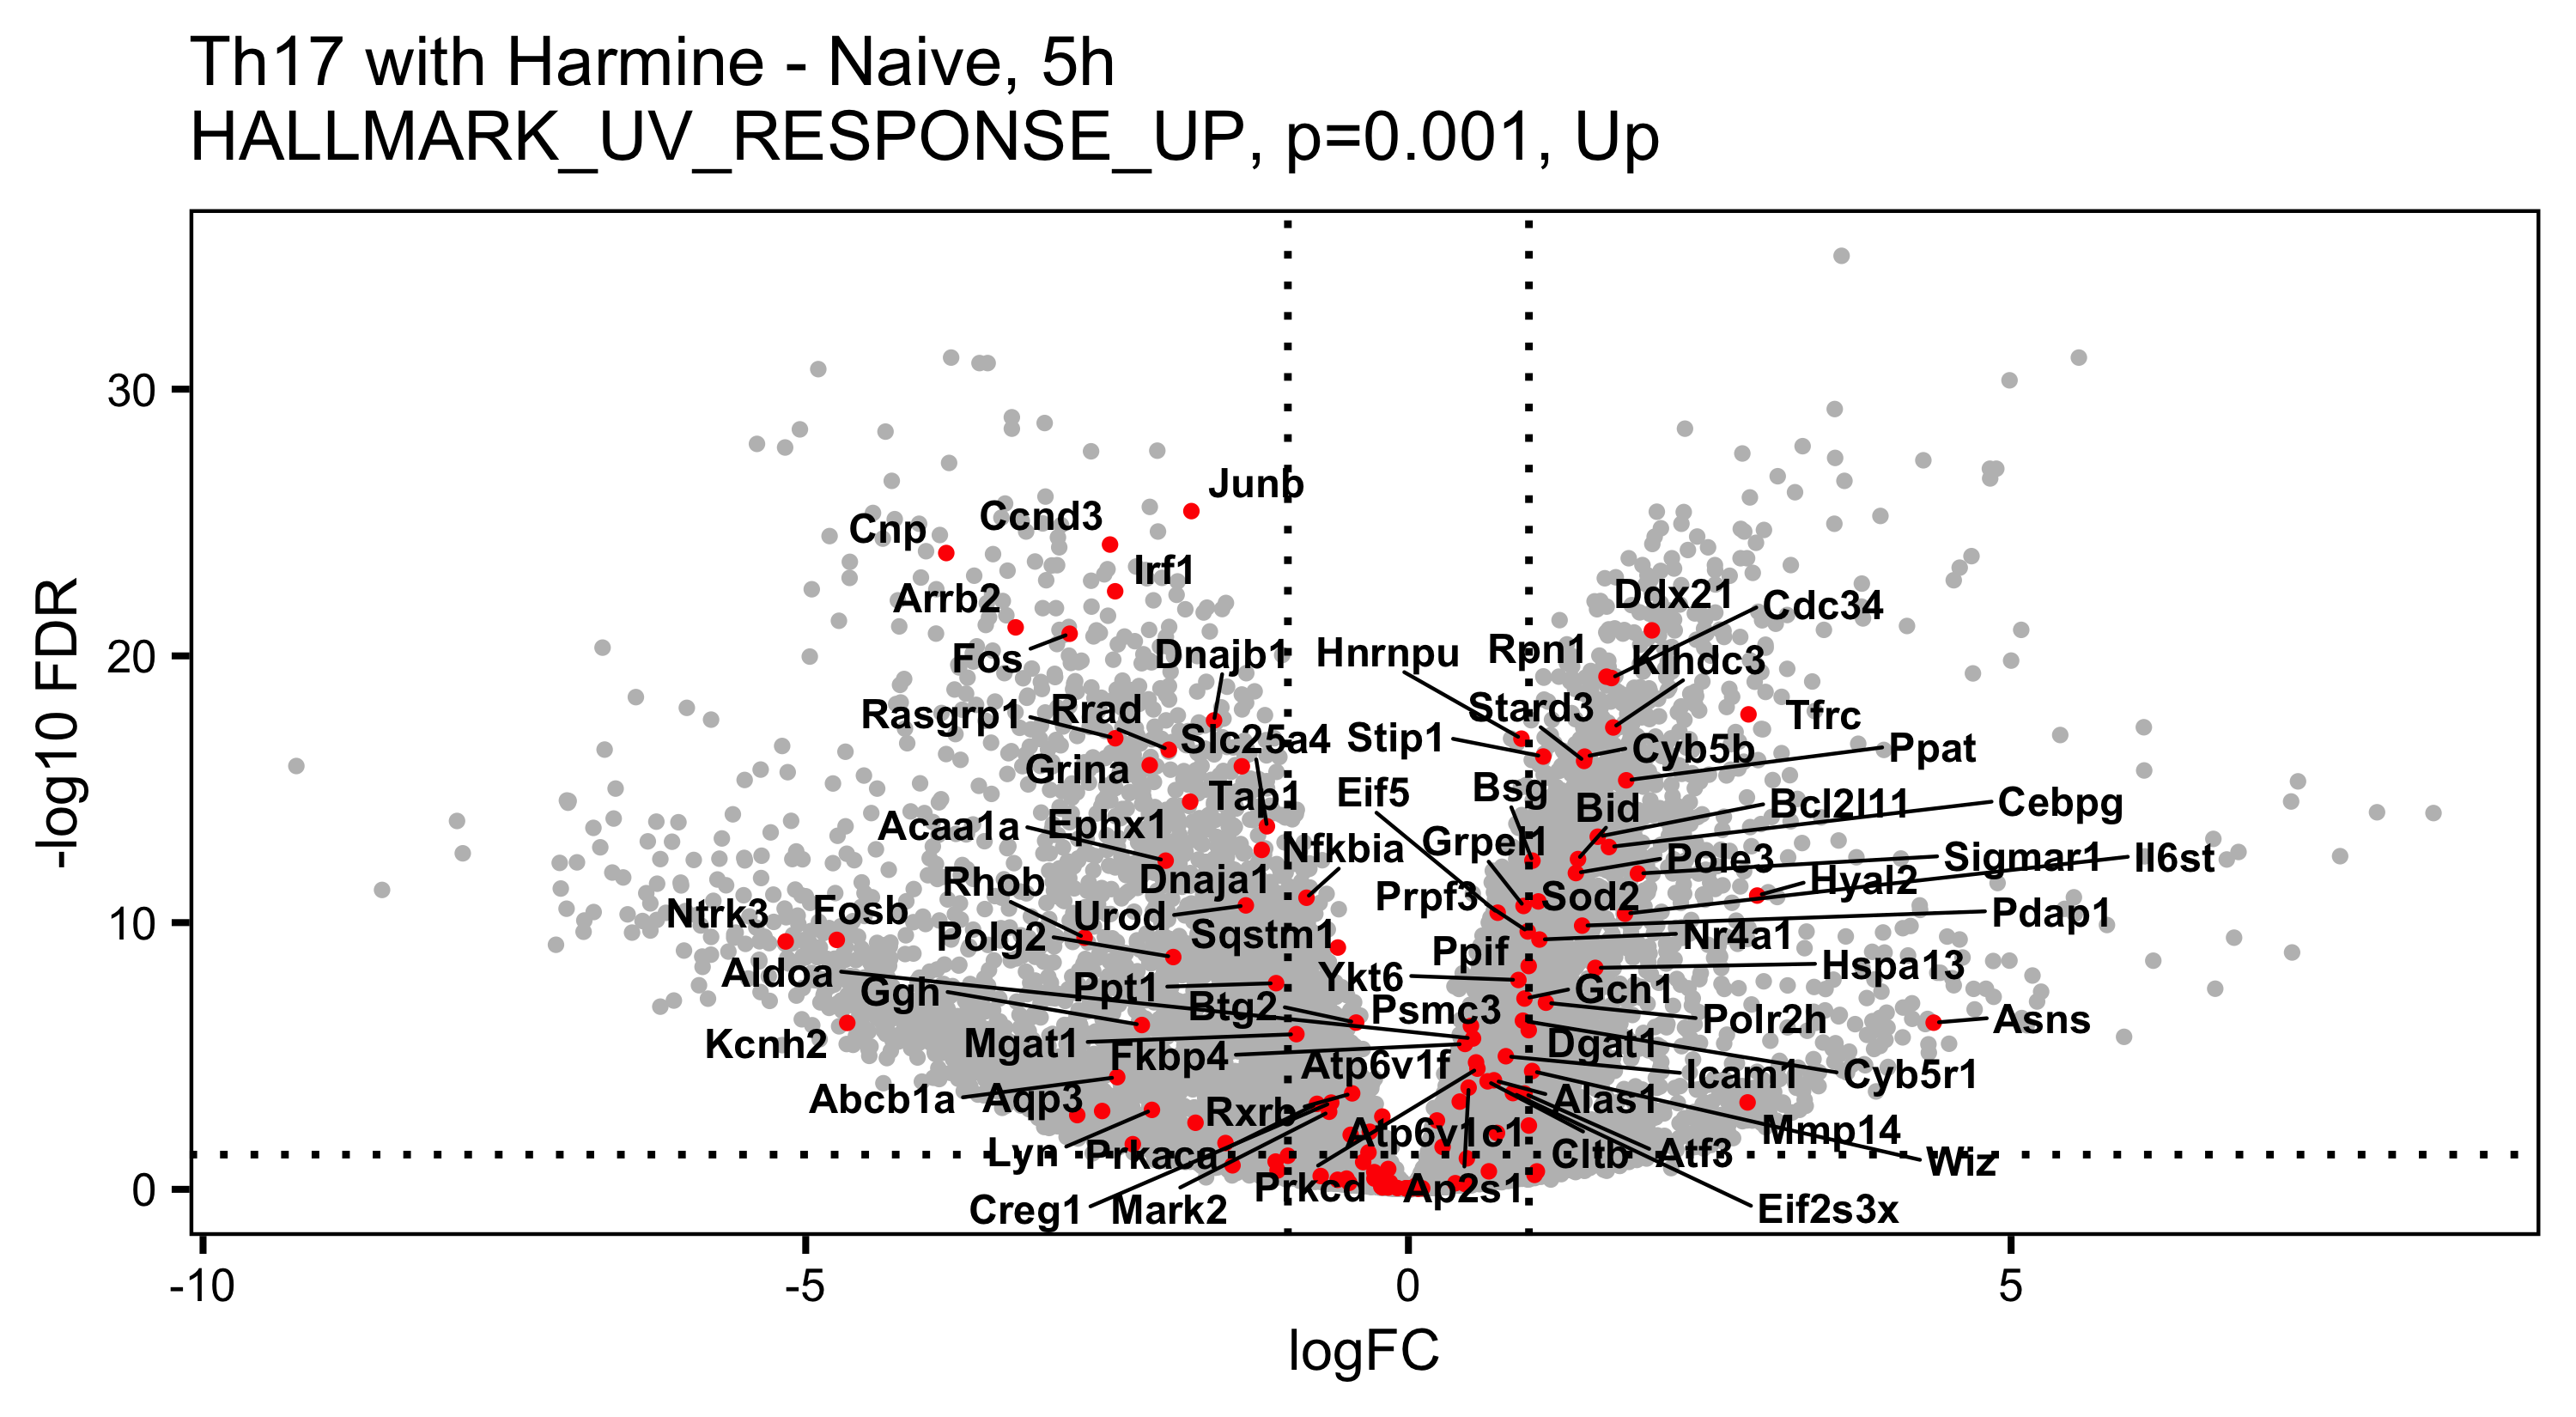 Th17 with Harmine - Naive, 5h
HALLMARK_UV_RESPONSE_UP, p=0.001, Up
-log10 FDR
30
20
10
0
Junb
Ccnd3
Cnp
Irf1
Arrb2
Ddx21
Cdc34
Fos
Dnajb1
Hnrnpu
Rpn1
Klhdc3
Rasgrp1
Rrad
Stard3
Tfrc
Slc25a4
Stip1
Cyb5b
Ppat
Grina
Tap1
Eif5
Bsg
Bid
Bcl2l11
Cebpg
Acaa1a
Ephx1
Nfkbia
Grpel1
Pole3
Sigmar1
Il6st
Rhob
Dnaja1
Prpf3
Sod2
Hyal2
Ntrk3
Fosb
Urod
Pdap1
Polg2
Sqstm1
Ppif
Nr4a1
Aldoa
Ggh
Ppt1
Ykt6
Gch1
Hspa13
Btg2
Psmc3
Polr2h
Asns
Kcnh2
Mgat1
Fkbp4
Atp6v1f
Dgat1
Icam1
Cyb5r1
Abcb1a
Aqp3
Rxrb
Alas1
Lyn
Prkaca
Atp6v1c1
Cltb
Atf3
Mmp14
Wiz
Creg1
Mark2
Prkcd
Ap2s1
Eif2s3x
-10
-5
0
5
logFC